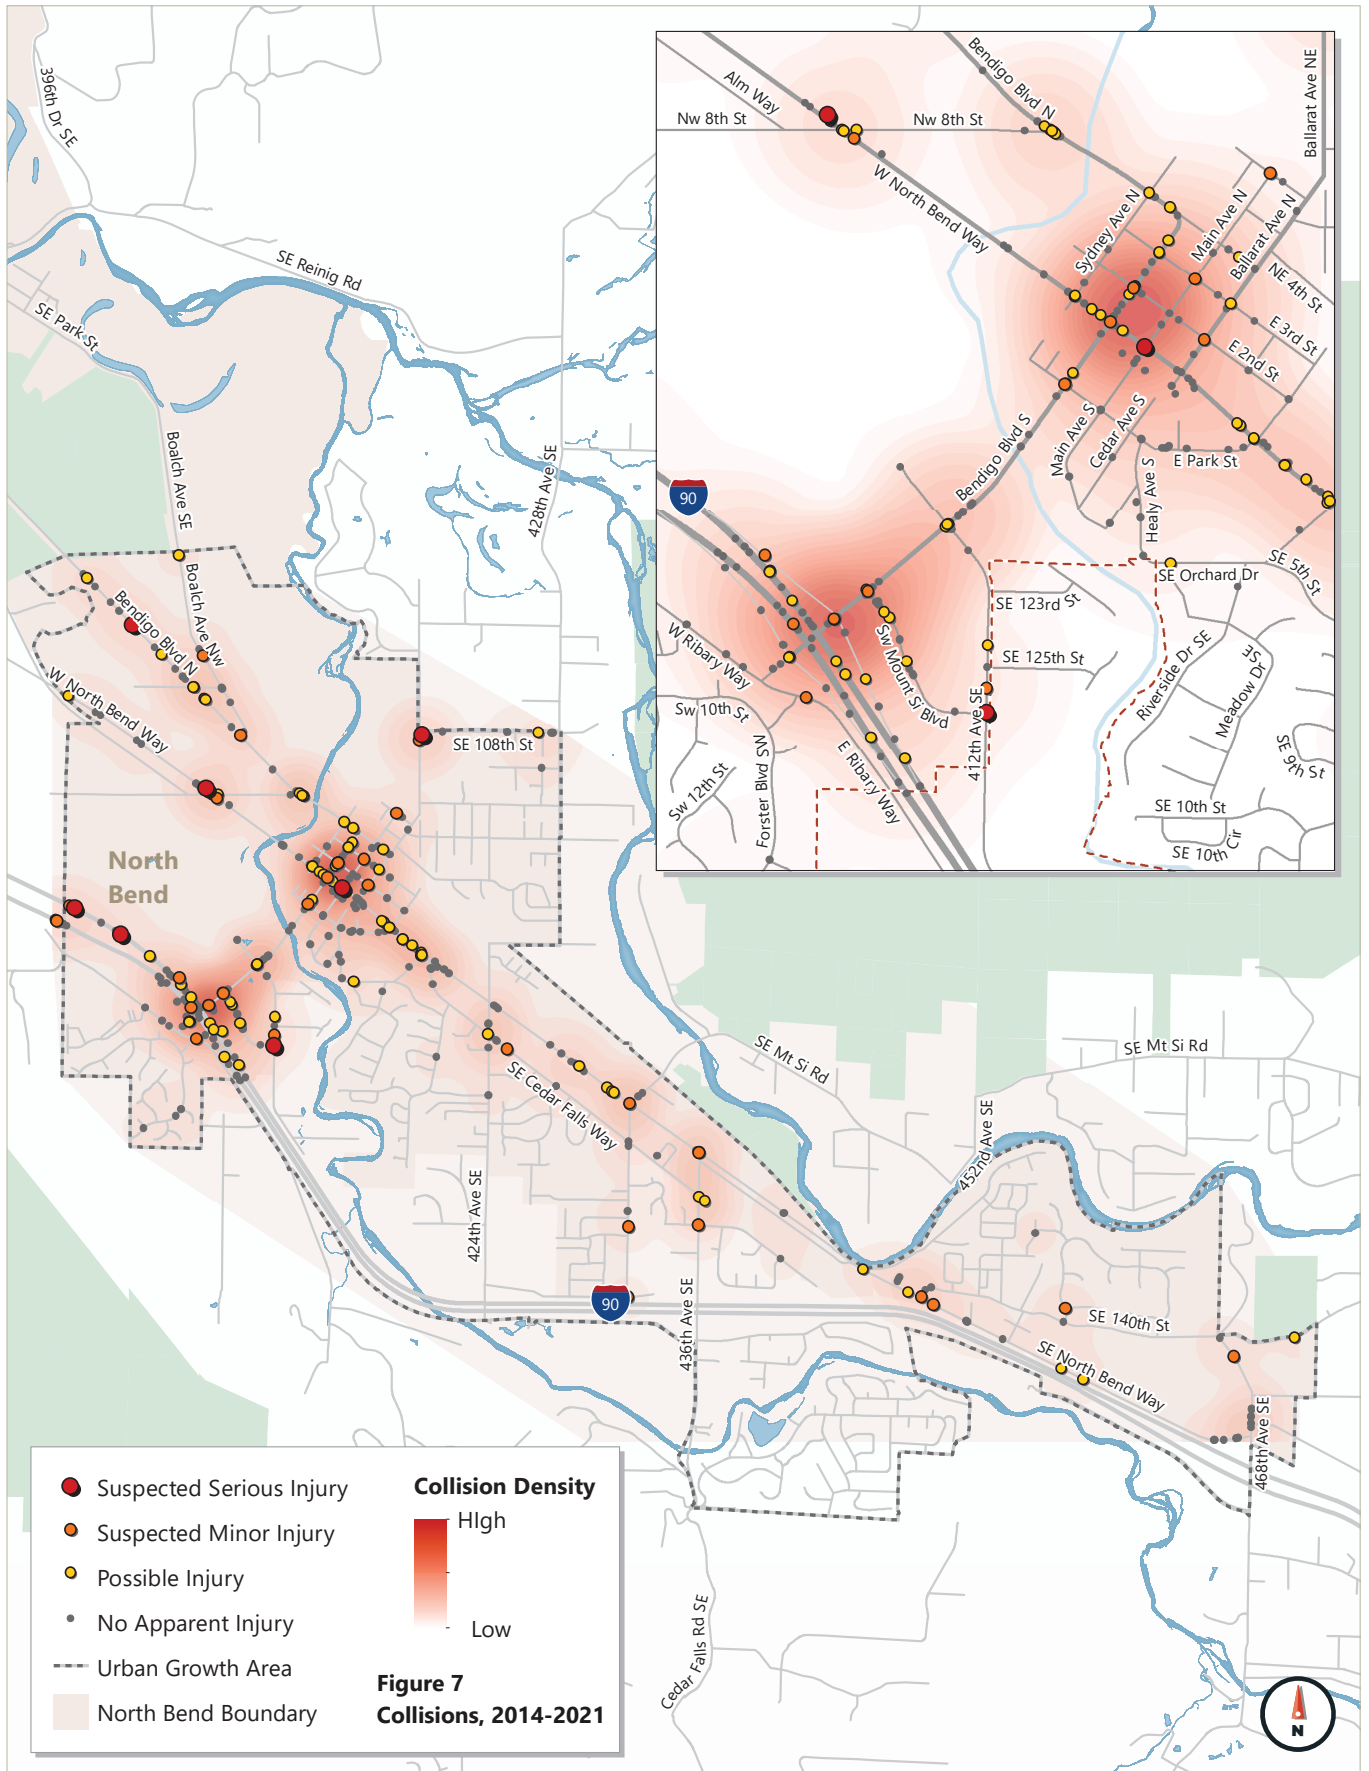 396th Dr SE
SE Reinig Rd
SE Park St
Boalch Ave SE
428th Ave SE
Boalch Ave Nw
Bendigo Blvd N
W North Bend Way
SE 108th St
North
Bend
SE Mt Si Rd
SE Mt Si Rd
SE Cedar Falls Way
452nd Ave SE
424th Ave SE
90
436th Ave SE
SE 140th St
SE North Bend Way
468th Ave SE
Cedar Falls Rd SE
Alm Way
Nw 8th St
Nw 8th St
Bendigo Blvd N
Ballarat Ave NE
W North Bend Way
Sydney Ave N
Main Ave N
Ballarat Ave N
NE 4th St
E 3rd St
E 2nd St
Bendigo Blvd S
Main Ave S
Cedar Ave S
E Park St
Healy Ave S
90
SE Orchard Dr
SE 5th St
SE 123rd St
SE 125th St
W Ribary Way
Sw Mount Si Blvd
Riverside Dr SE
SE
Meadow Dr
Sw 10th St
412th Ave SE
SE 9th St
Forster Blvd SW
Sw 12th St
E Ribary Way
SE 10th St
SE 10th Cir
Suspected Serious Injury
Suspected Minor Injury
Possible Injury
No Apparent Injury
Urban Growth Area
North Bend Boundary
Collision Density
HIgh
Low
Figure 7
Collisions, 2014-2021
N